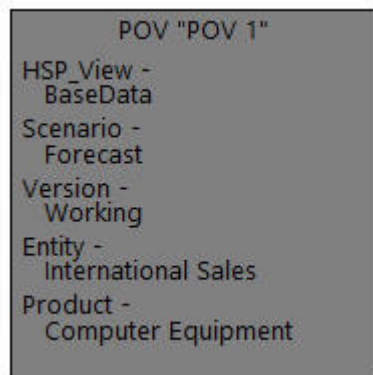 POV "POV 1"
HSP_View -
BaseData
Scenario -
Forecast
Version -
Working
Entity -
International Sales
Product -
Computer Equipment